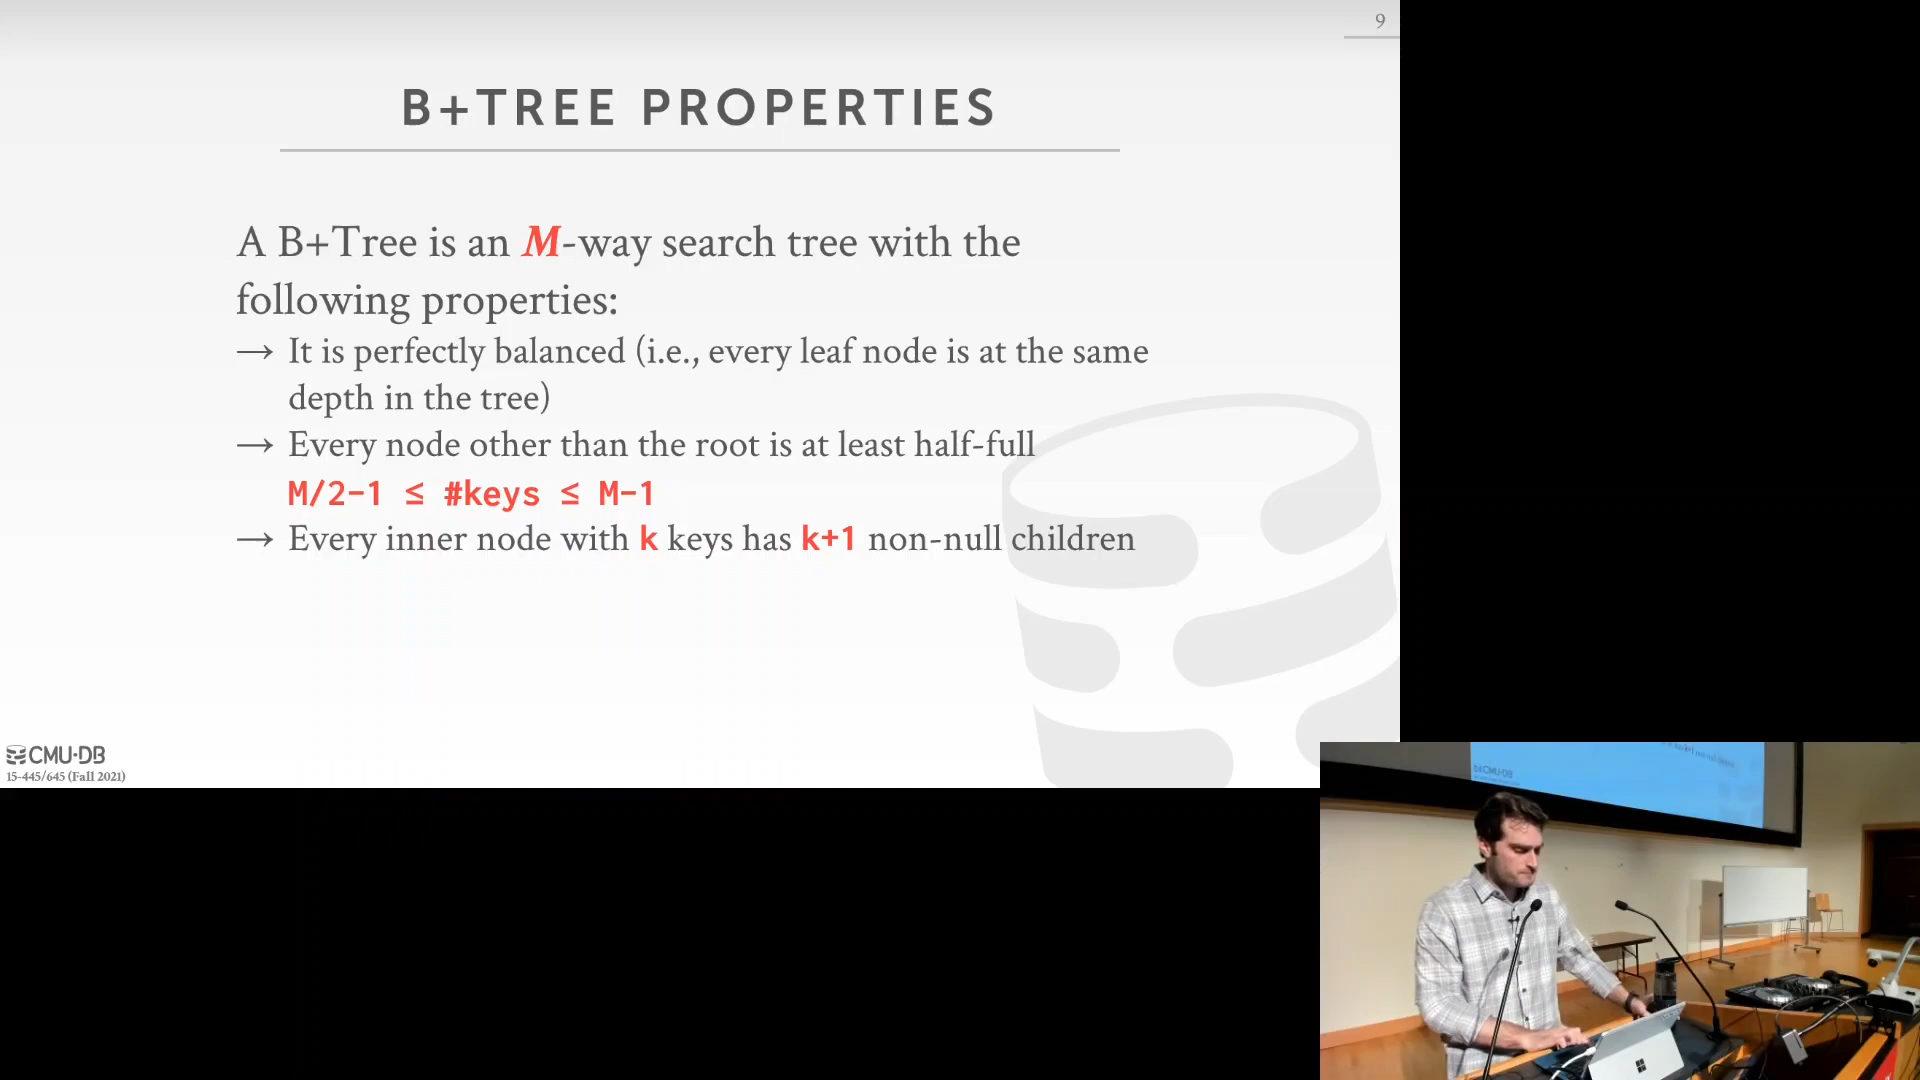 9
B+TREE PROPERTIES
A B+Tree is an M-way search tree with the
following properties:
→ It is perfectly balanced (i.e., every leaf node is at the same
depth in the tree)
→ Every node other than the root is at least half-full
M/2-1 ≤ #keys ≤ M-1
→ Every inner node with k keys has k+1 non-null children
CMU·DB
15-445/645 (Fall 2021)
CMU·DB